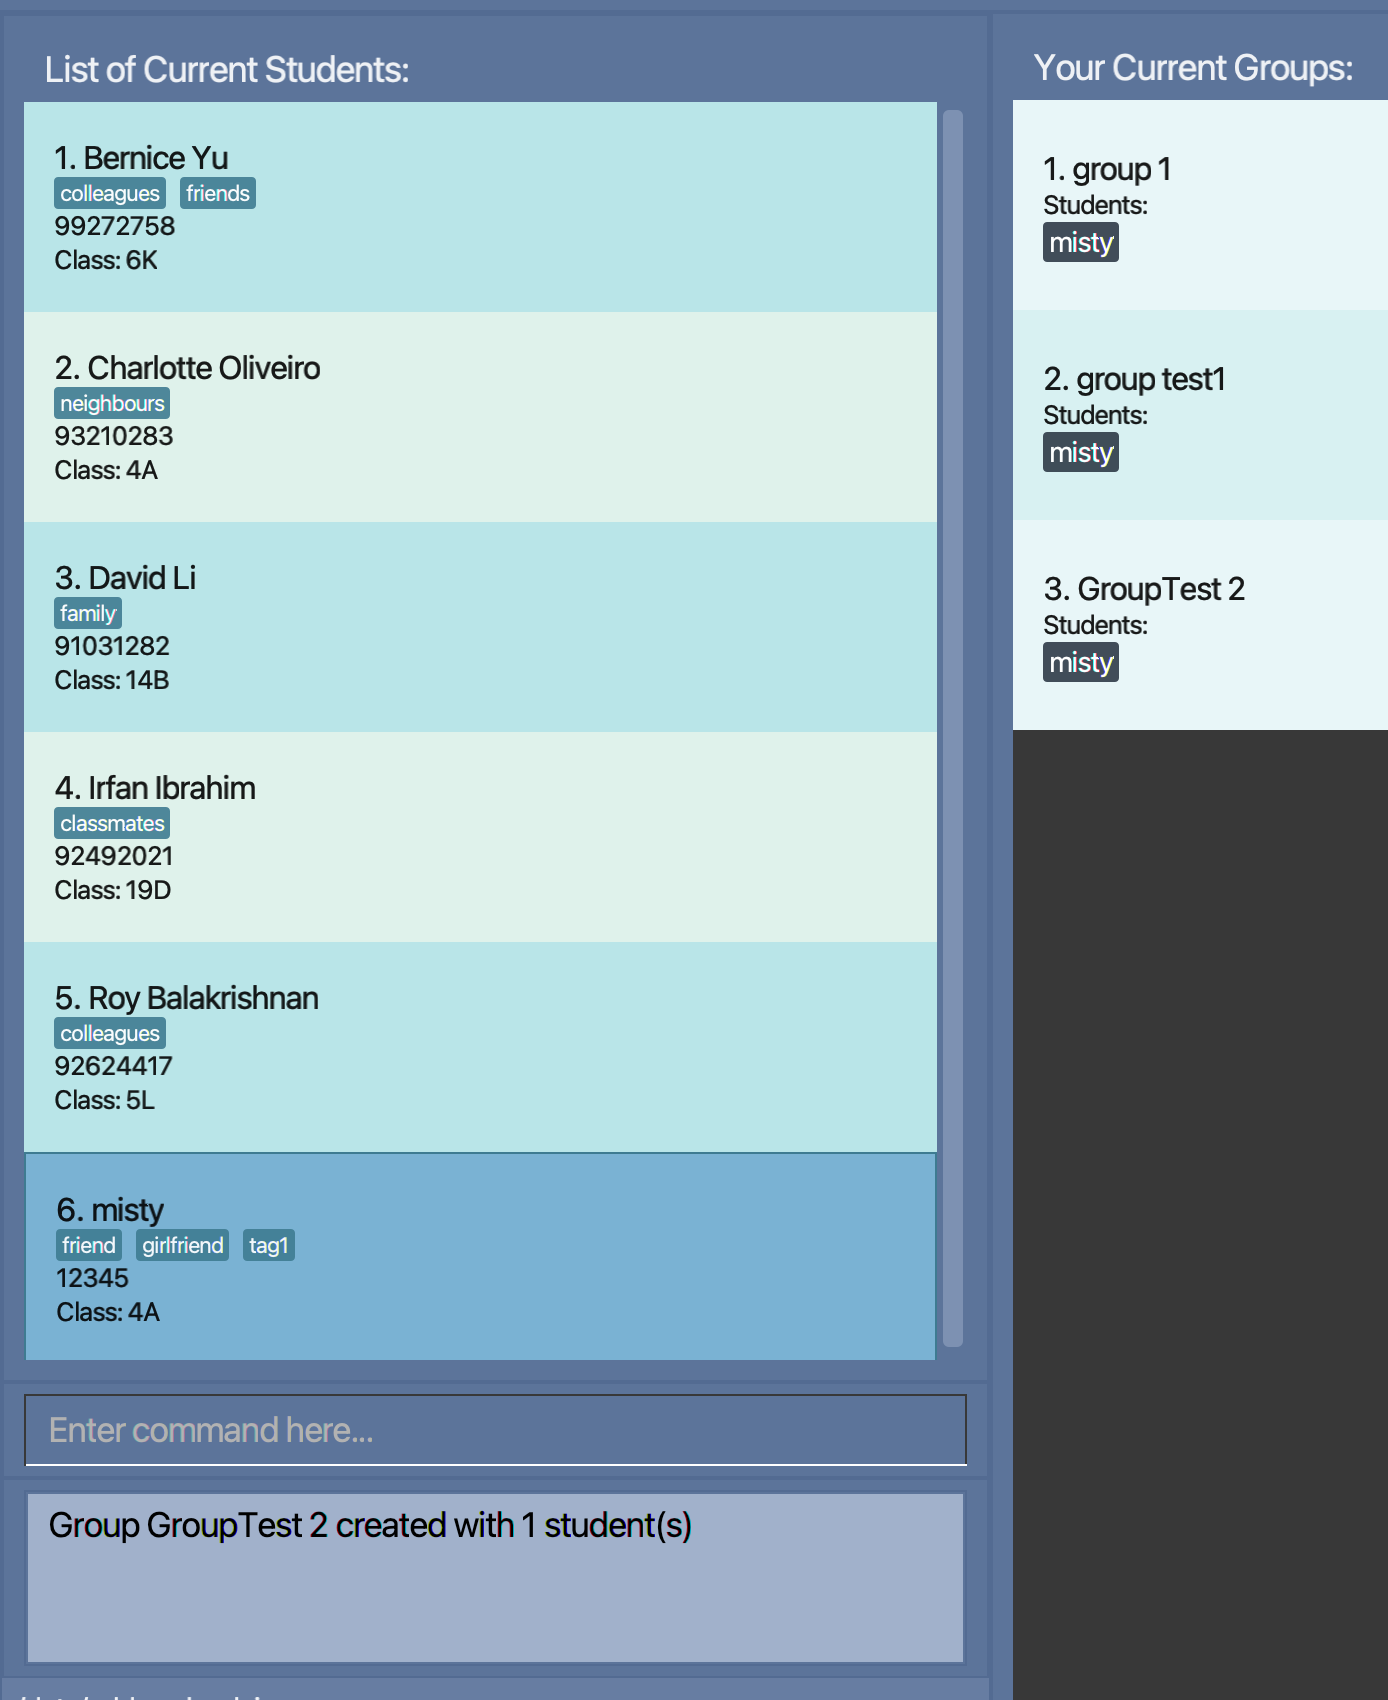 List of Current Students:
1. Bernice Yu
colleagues friends
99272758
Class: 6K
2. Charlotte Oliveiro
neighbours
93210283
Class: 4A
3. David Li
family
91031282
Class: 14B
4. Irfan Ibrahim
classmates
92492021
Class: 19D
5. Roy Balakrishnan
colleagues
92624417
Class: 5L
6. misty
friend girlfriend tag1
12345
Class: 4A
Enter command here...
Group GroupTest 2 created with 1 student(s)
Your Current Groups:
1. group 1
Students:
misty
2. group test1
Students:
misty
3. GroupTest 2
Students:
misty